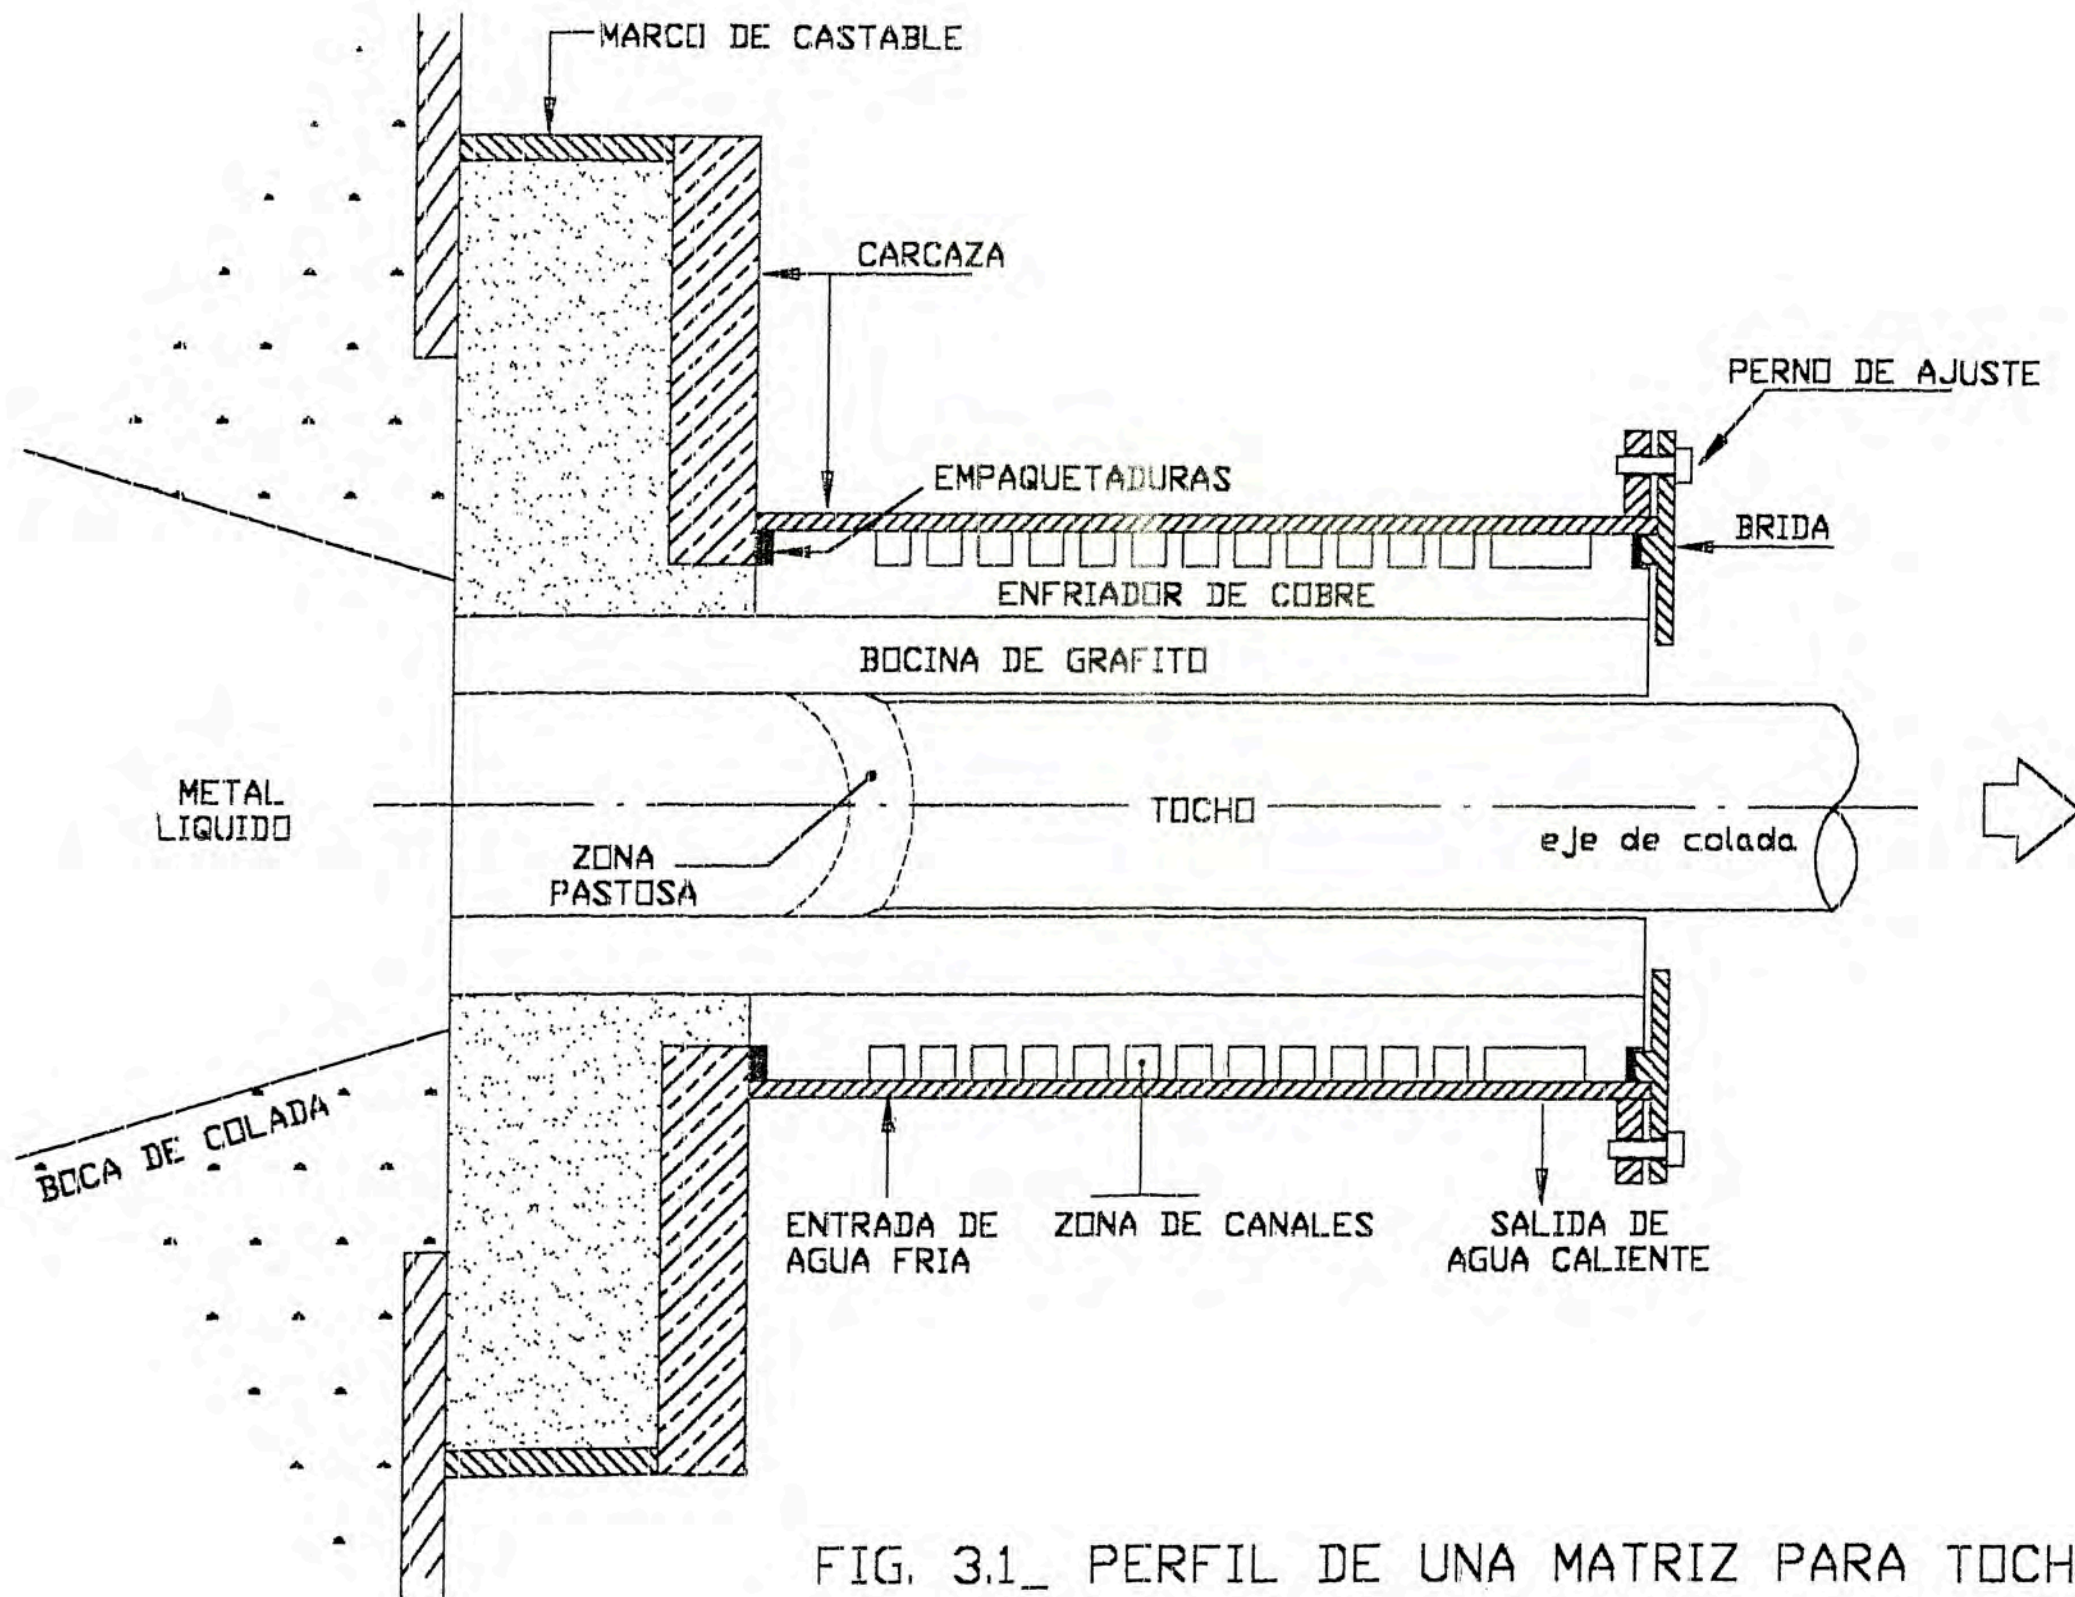 MARCO DE CASTABLE
CARCAZA
PERNO DE AJUSTE
EMPAQUETADURAS
BRIDA
ENFRIADOR DE COBRE
BOCINA DE GRAFITO
METAL
LIQUIDO
TOCHO
eje de colada
ZONA
PASTOSA
BOCA DE COLADA
ENTRADA DE
AGUA FRIA
ZONA DE CANALES
SALIDA DE
AGUA CALIENTE
FIG. 3.1_ PERFIL DE UNA MATRIZ PARA TOCH